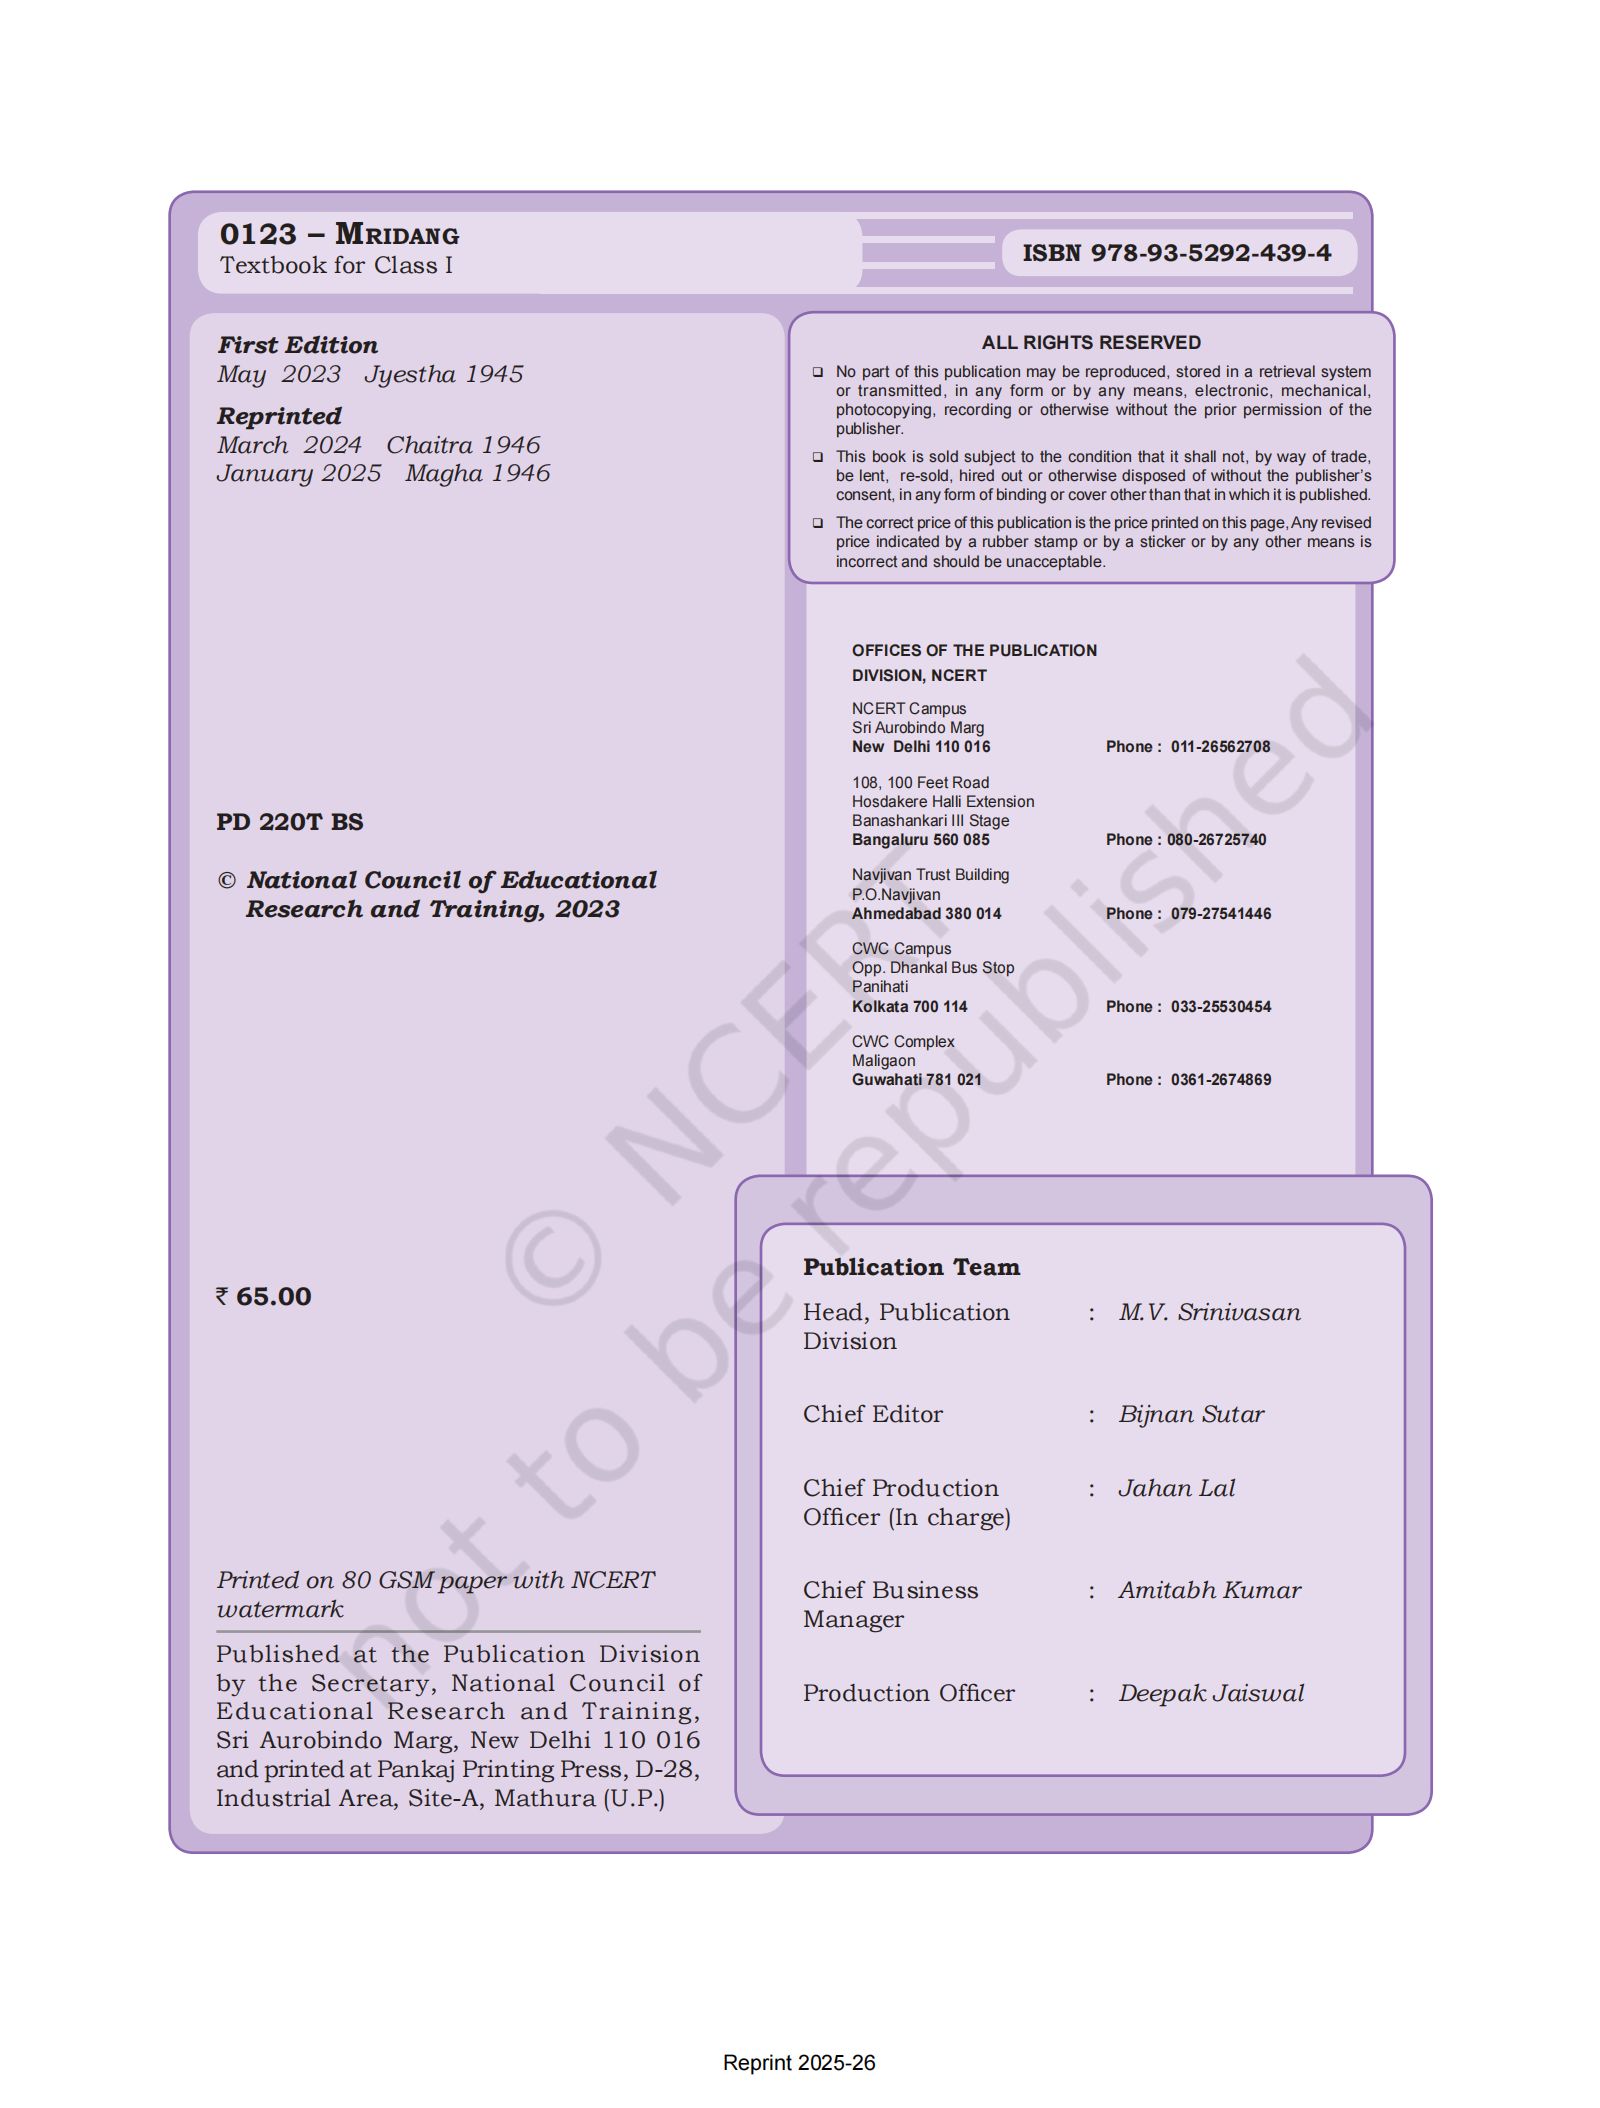 0123 – MRIDANG
Textbook for Class I
ISBN 978-93-5292-439-4
First Edition
May 2023 Jyestha 1945
Reprinted
March 2024 Chaitra 1946
January 2025 Magha 1946
PD 220T BS
© National Council of Educational
Research and Training, 2023
₹ 65.00
Printed on 80 GSM paper with NCERT
watermark
Published at the Publication Division
by the Secretary, National Council of
Educational Research and Training,
Sri Aurobindo Marg, New Delhi 110 016
and printed at Pankaj Printing Press, D-28,
Industrial Area, Site-A, Mathura (U.P.)
ALL RIGHTS RESERVED
❑ No part of this publication may be reproduced, stored in a retrieval system
or transmitted, in any form or by any means, electronic, mechanical,
photocopying, recording or otherwise without the prior permission of the
publisher.
❑ This book is sold subject to the condition that it shall not, by way of trade,
be lent, re-sold, hired out or otherwise disposed of without the publisher’s
consent, in any form of binding or cover other than that in which it is published.
❑ The correct price of this publication is the price printed on this page, Any revised
price indicated by a rubber stamp or by a sticker or by any other means is
incorrect and should be unacceptable.
OFFICES OF THE PUBLICATION
DIVISION, NCERT
NCERT Campus
Sri Aurobindo Marg
New Delhi 110 016 Phone : 011-26562708
108, 100 Feet Road
Hosdakere Halli Extension
Banashankari III Stage
Bangaluru 560 085 Phone : 080-26725740
Navjivan Trust Building
P.O.Navjivan
Ahmedabad 380 014 Phone : 079-27541446
CWC Campus
Opp. Dhankal Bus Stop
Panihati
Kolkata 700 114 Phone : 033-25530454
CWC Complex
Maligaon
Guwahati 781 021 Phone : 0361-2674869
Publication Team
Head, Publication : M.V. Srinivasan
Division
Chief Editor : Bijnan Sutar
Chief Production : Jahan Lal
Officer (In charge)
Chief Business : Amitabh Kumar
Manager
Production Officer : Deepak Jaiswal
© NCERT
not to be republished
Reprint 2025-26